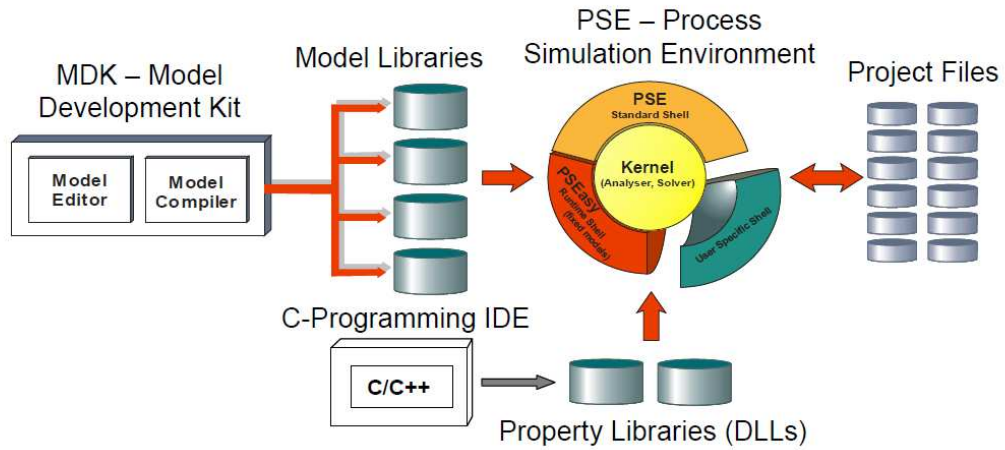 MDK – Model
Development Kit
Model
Editor
Model
Compiler
Model Libraries
PSE – Process
Simulation Environment
PSE
Standard Shell
Kernel
(Analyser, Solver)
PSEasy
Runtime Shell
(fixed models)
User Specific Shell
Project Files
C-Programming IDE
C/C++
Property Libraries (DLLs)